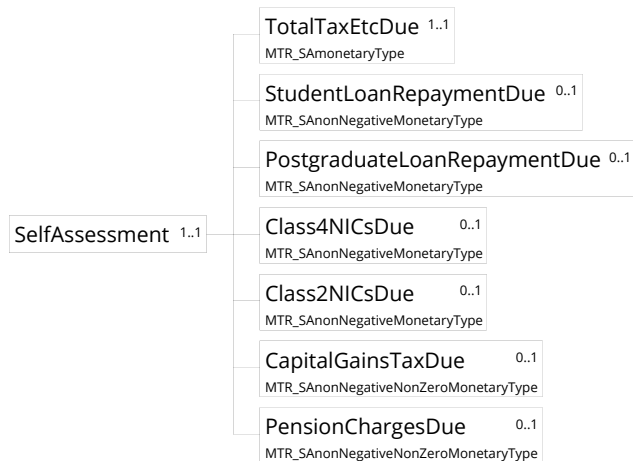 TotalTaxEtcDue 1..1
MTR_SAmonetaryType
StudentLoanRepaymentDue 0..1
MTR_SAnonNegativeMonetaryType
PostgraduateLoanRepaymentDue 0..1
MTR_SAnonNegativeMonetaryType
SelfAssessment 1..1
Class4NICsDue 0..1
MTR_SAnonNegativeMonetaryType
Class2NICsDue 0..1
MTR_SAnonNegativeMonetaryType
CapitalGainsTaxDue 0..1
MTR_SAnonNegativeNonZeroMonetaryType
PensionChargesDue 0..1
MTR_SAnonNegativeNonZeroMonetaryType